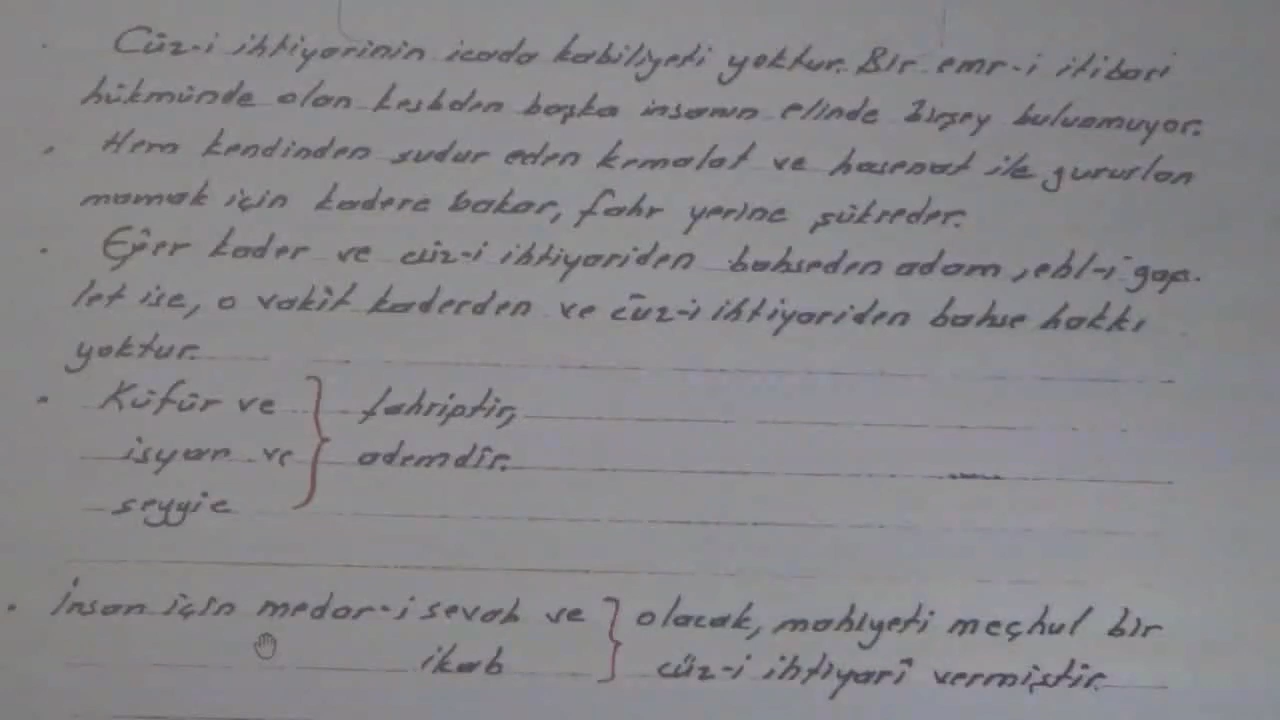 Cüz-i ihtiyarinin icada kabiliyeti yoktur. Bir emr-i itibari
hükmünde olan kesbden başka insanın elinde birşey bulunmuyor.
Hem kendinden sudur eden kemalat ve hasenat ile gururlan
mamak için kadere bakar, fahr yerine şükreder.
Eğer kader ve cüz-i ihtiyariden bahseden adam, ehl-i gaf-
let ise, o vakit kaderden ve cüz-i ihtiyariden bahse hakkı
yoktur.
Küfür ve } tahriptir,
isyan ve } ademdir.
seyyie
İnsan için medar-i sevab ve } olacak, mahiyeti meçhul bir
ikab } cüz-i ihtiyarî vermiştir.